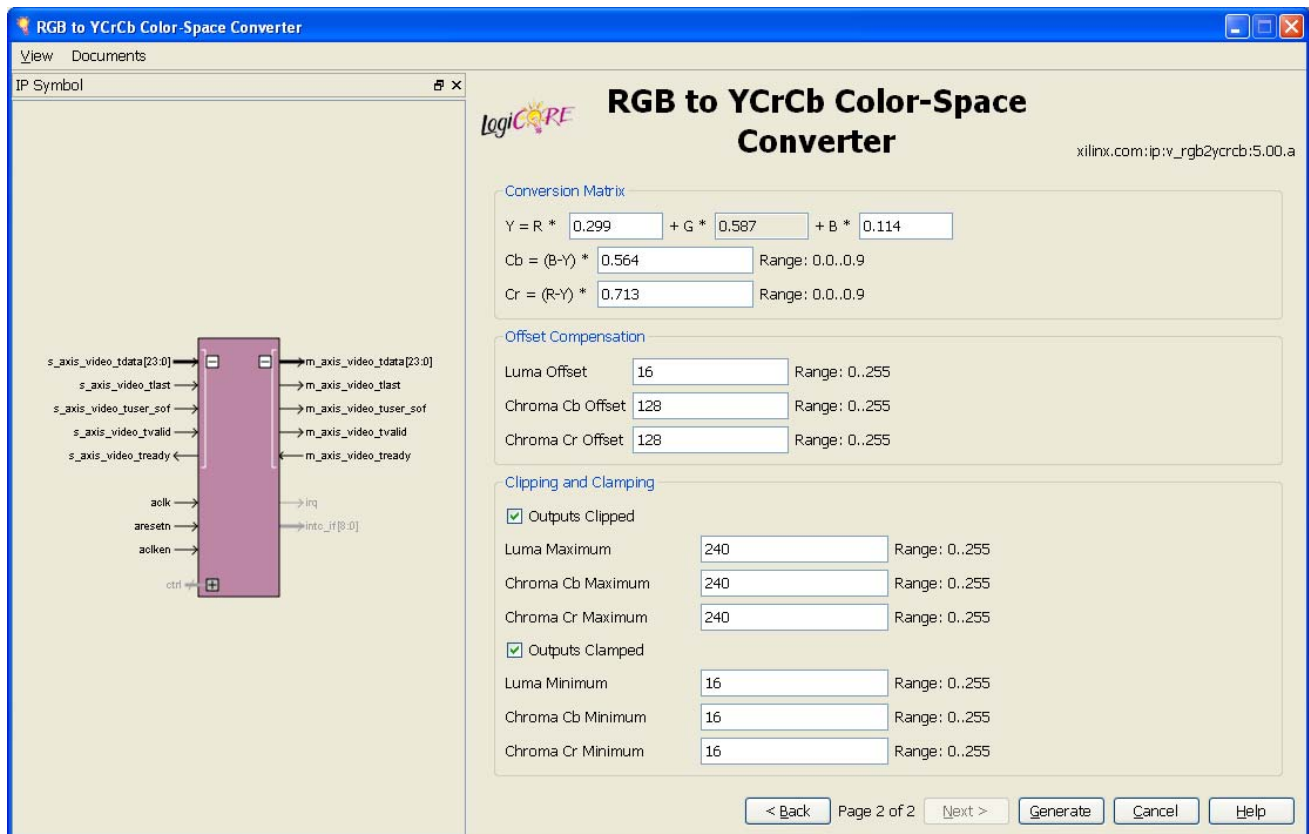 RGB to YCrCb Color-Space Converter
View Documents
IP Symbol
s_axis_video_tdata[23:0]
s_axis_video_tlast
s_axis_video_tuser_sof
s_axis_video_tvalid
s_axis_video_tready
aclk
aresetn
aclken
ctrl
m_axis_video_tdata[23:0]
m_axis_video_tlast
m_axis_video_tuser_sof
m_axis_video_tvalid
m_axis_video_tready
irq
intc_if[8:0]
LogiCORE
RGB to YCrCb Color-Space
Converter
xilinx.com:ip:v_rgb2ycrcb:5.00.a
Conversion Matrix
Y = R * 0.299 + G * 0.587 + B * 0.114
Cb = (B-Y) * 0.564 Range: 0.0..0.9
Cr = (R-Y) * 0.713 Range: 0.0..0.9
Offset Compensation
Luma Offset 16 Range: 0..255
Chroma Cb Offset 128 Range: 0..255
Chroma Cr Offset 128 Range: 0..255
Clipping and Clamping
Outputs Clipped
Luma Maximum 240 Range: 0..255
Chroma Cb Maximum 240 Range: 0..255
Chroma Cr Maximum 240 Range: 0..255
Outputs Clamped
Luma Minimum 16 Range: 0..255
Chroma Cb Minimum 16 Range: 0..255
Chroma Cr Minimum 16 Range: 0..255
< Back Page 2 of 2 Next > Generate Cancel Help